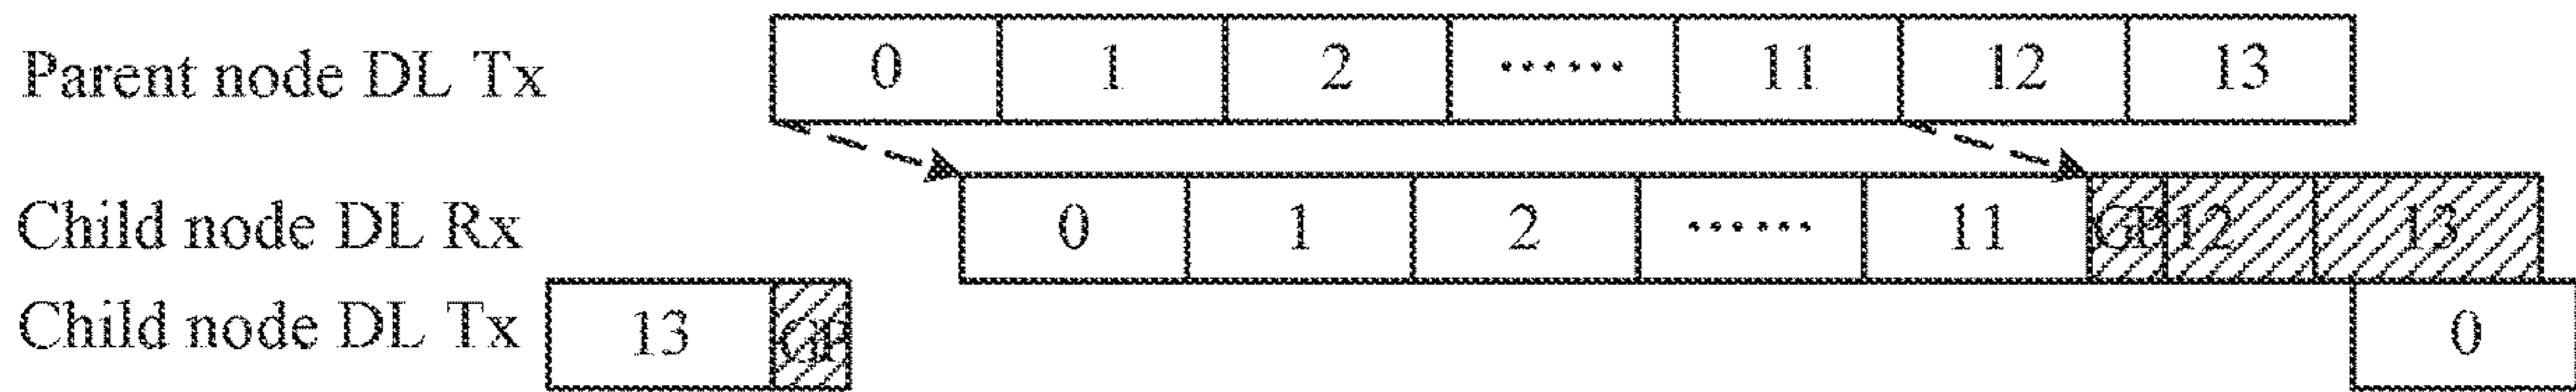 Parent node DL Tx 0 1 2 ...... 11 12 13
Child node DL Rx 0 1 2 ...... 11 GP 12 13
Child node DL Tx 13 GP 0